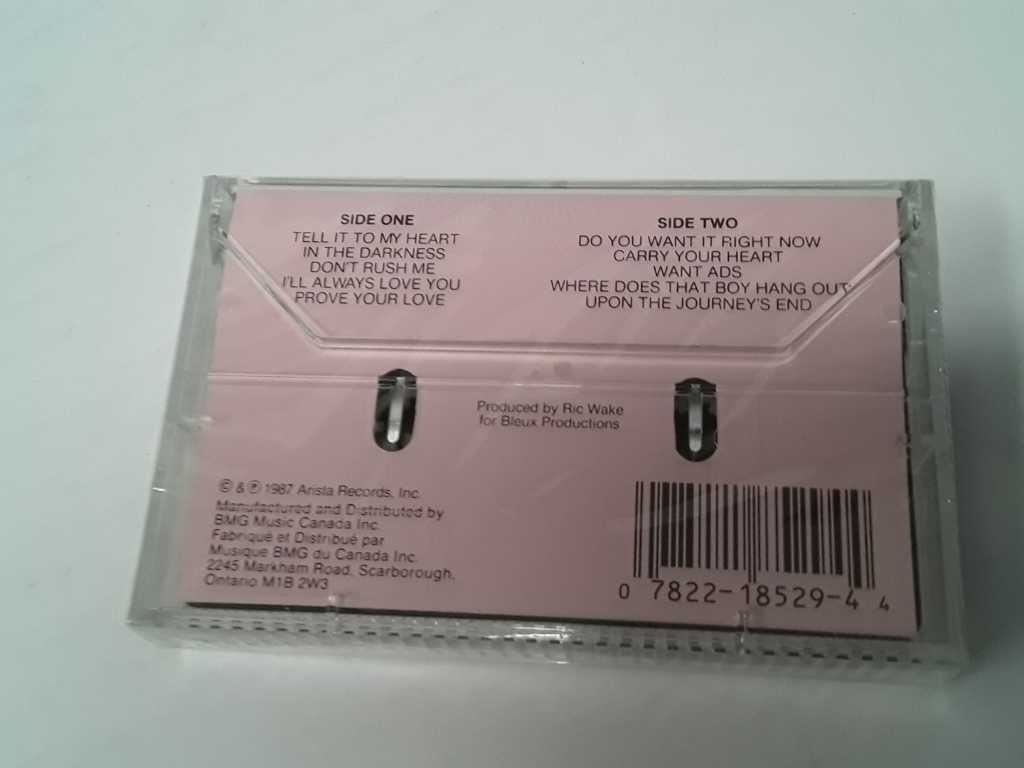 SIDE ONE
TELL IT TO MY HEART
IN THE DARKNESS
DON'T RUSH ME
I'LL ALWAYS LOVE YOU
PROVE YOUR LOVE
SIDE TWO
DO YOU WANT IT RIGHT NOW
CARRY YOUR HEART
WANT ADS
WHERE DOES THAT BOY HANG OUT
UPON THE JOURNEY'S END
Produced by Ric Wake
for Bleux Productions
© & ℗ 1987 Arista Records, Inc.
Manufactured and Distributed by
BMG Music Canada Inc.
Fabriqué et Distribué par
Musique BMG du Canada Inc.
2245 Markham Road, Scarborough,
Ontario M1B 2W3
0 7822-18529-4 4